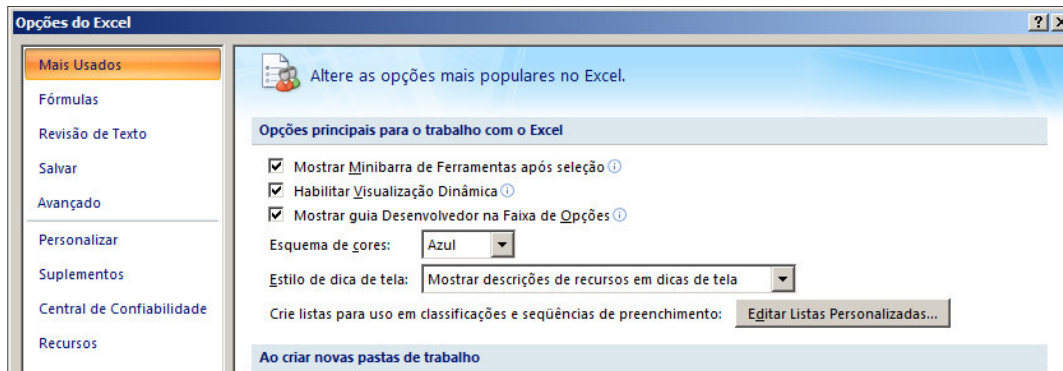 Opções do Excel
Mais Usados
Fórmulas
Revisão de Texto
Salvar
Avançado
Personalizar
Suplementos
Central de Confiabilidade
Recursos
Altere as opções mais populares no Excel.
Opções principais para o trabalho com o Excel
Mostrar Minibarra de Ferramentas após seleção
Habilitar Visualização Dinâmica
Mostrar guia Desenvolvedor na Faixa de Opções
Esquema de cores: Azul
Estilo de dica de tela: Mostrar descrições de recursos em dicas de tela
Crie listas para uso em classificações e seqüências de preenchimento: Editar Listas Personalizadas...
Ao criar novas pastas de trabalho